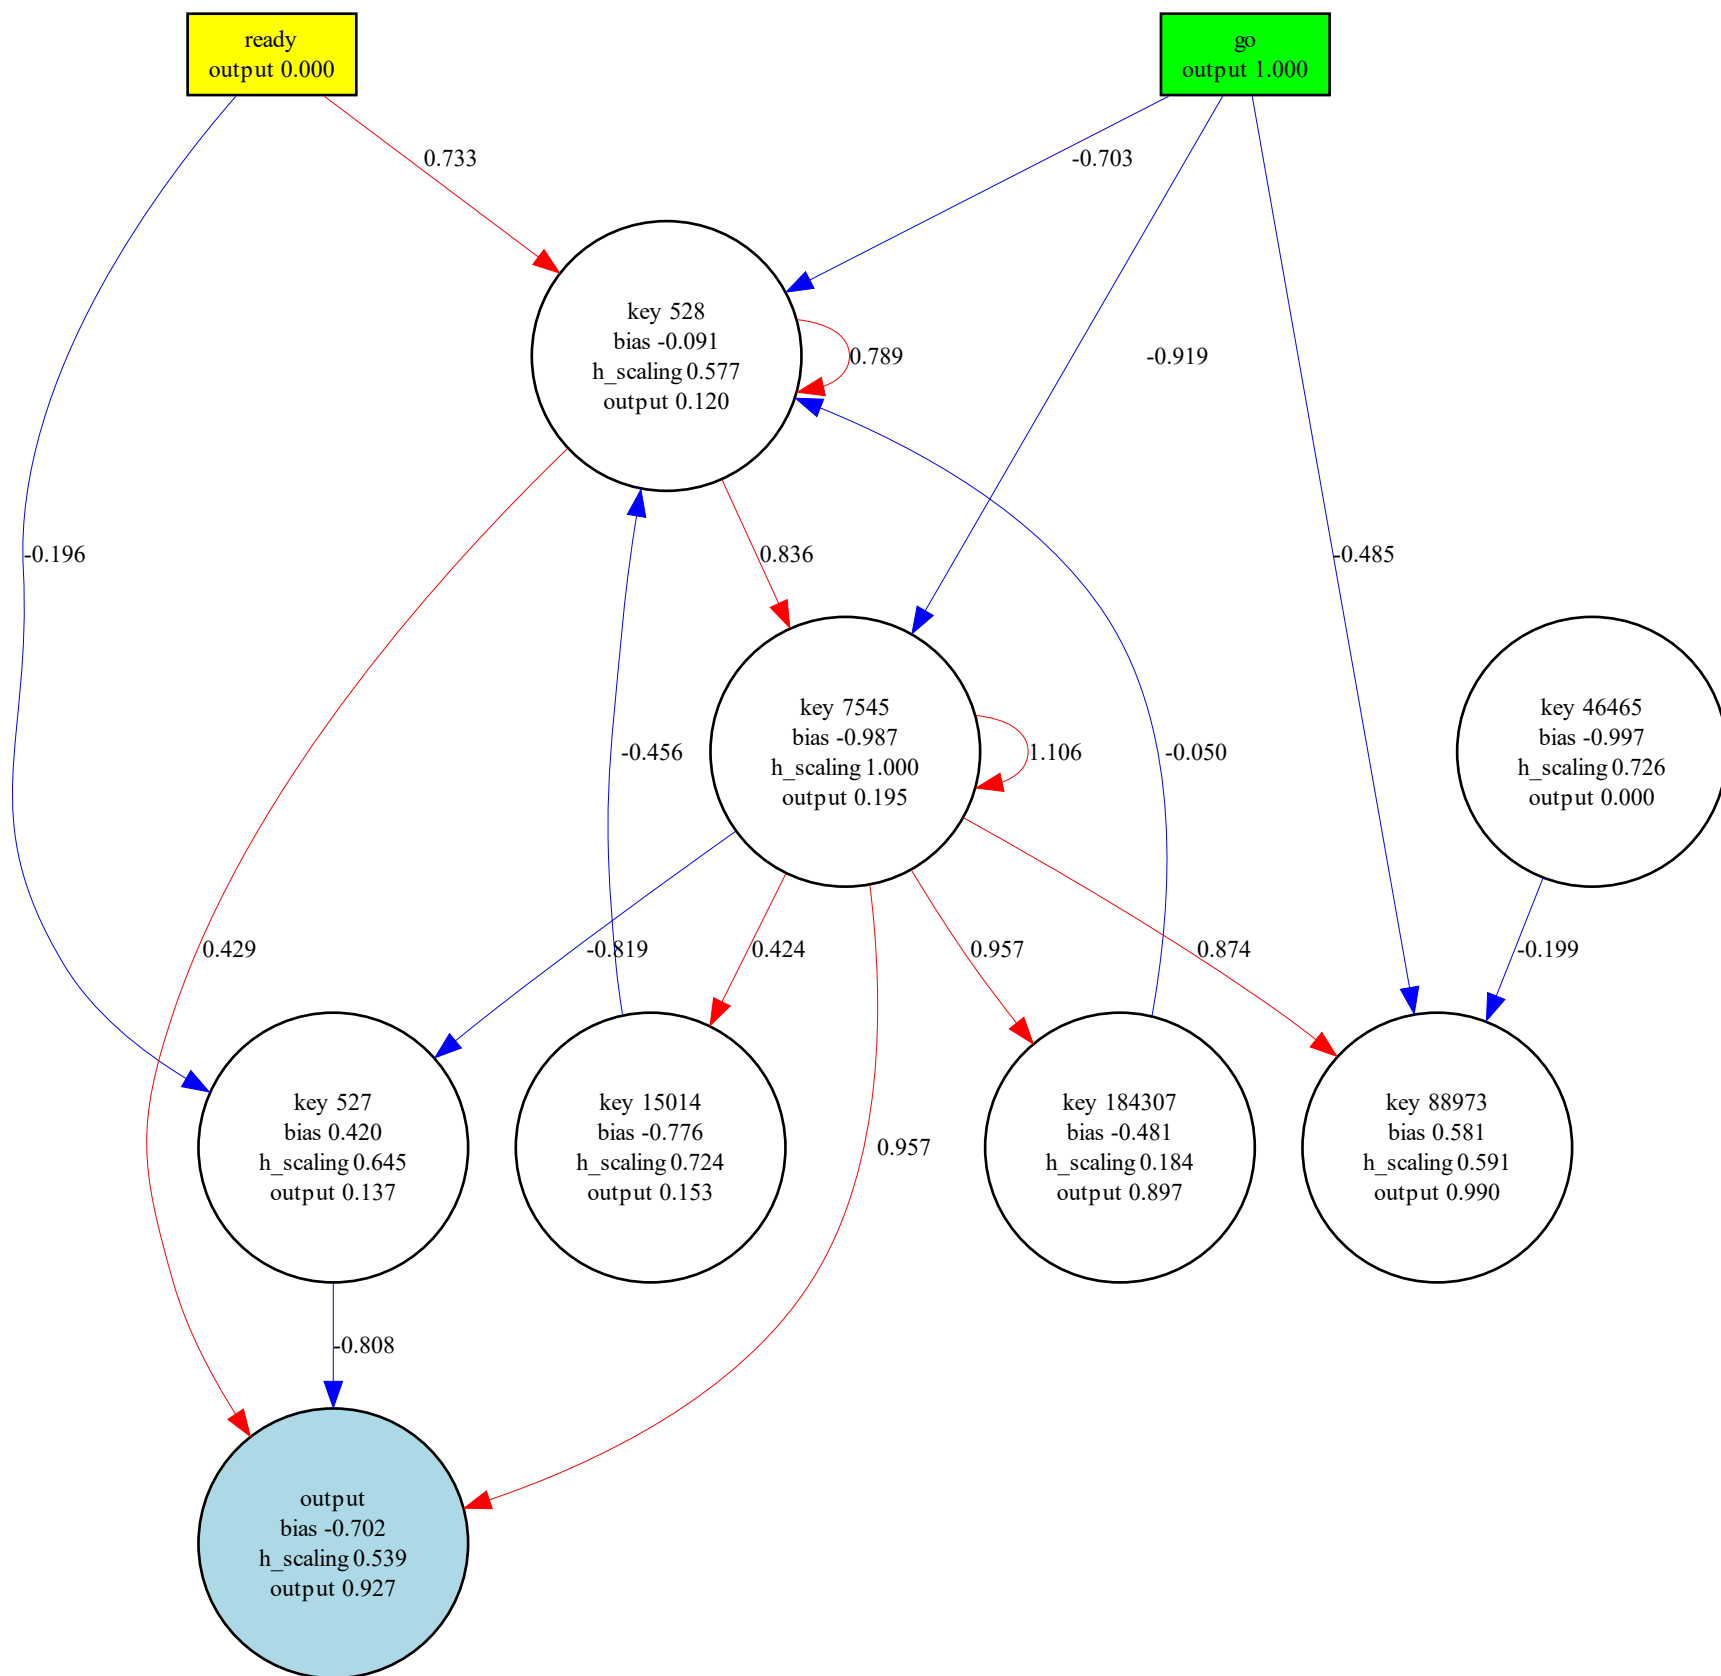 ready
output 0.000
go
output 1.000
0.733
-0.703
key 528
bias -0.091
h_scaling 0.577
output 0.120
0.789
-0.919
-0.196
0.836
-0.485
key 7545
bias -0.987
h_scaling 1.000
output 0.195
1.106
-0.456
-0.050
key 46465
bias -0.997
h_scaling 0.726
output 0.000
0.429
-0.819
0.424
0.957
0.874
-0.199
key 527
bias 0.420
h_scaling 0.645
output 0.137
key 15014
bias -0.776
h_scaling 0.724
output 0.153
0.957
key 184307
bias -0.481
h_scaling 0.184
output 0.897
key 88973
bias 0.581
h_scaling 0.591
output 0.990
-0.808
output
bias -0.702
h_scaling 0.539
output 0.927